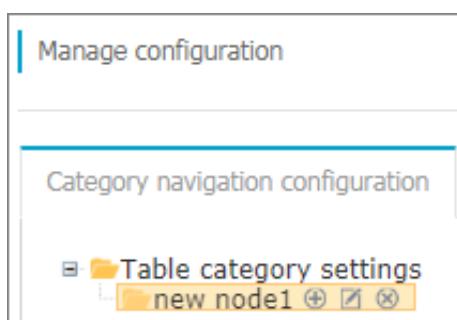 Manage configuration
Category navigation configuration
Table category settings
new node1